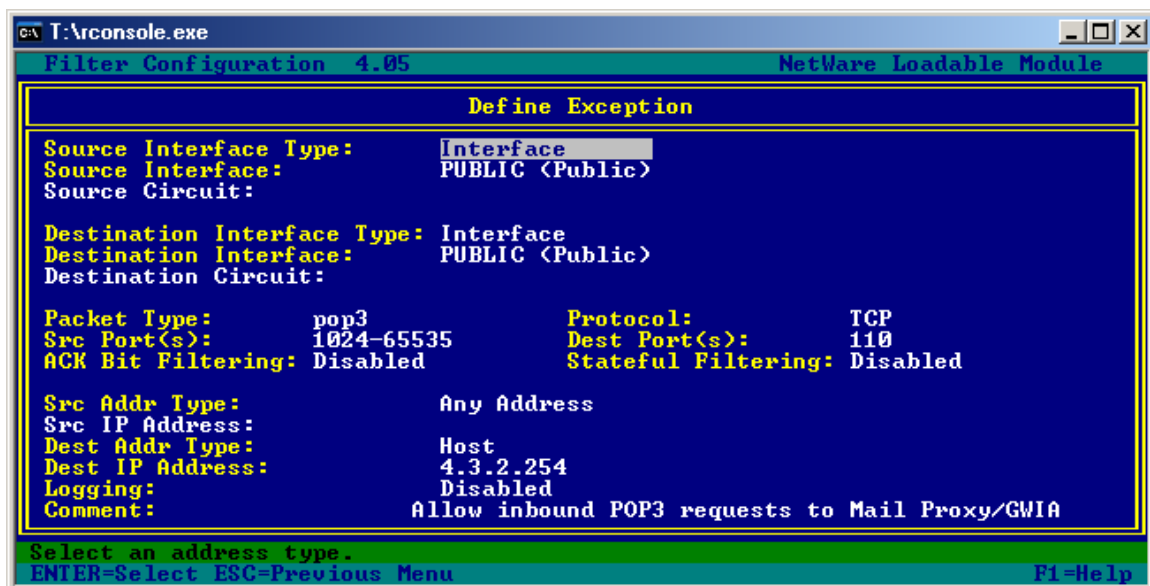 T:\rconsole.exe
Filter Configuration 4.05 NetWare Loadable Module
Define Exception
Source Interface Type: Interface
Source Interface: PUBLIC (Public)
Source Circuit:
Destination Interface Type: Interface
Destination Interface: PUBLIC (Public)
Destination Circuit:
Packet Type: pop3 Protocol: TCP
Src Port(s): 1024-65535 Dest Port(s): 110
ACK Bit Filtering: Disabled Stateful Filtering: Disabled
Src Addr Type: Any Address
Src IP Address:
Dest Addr Type: Host
Dest IP Address: 4.3.2.254
Logging: Disabled
Comment: Allow inbound POP3 requests to Mail Proxy/GWIA
Select an address type.
ENTER=Select ESC=Previous Menu F1=Help